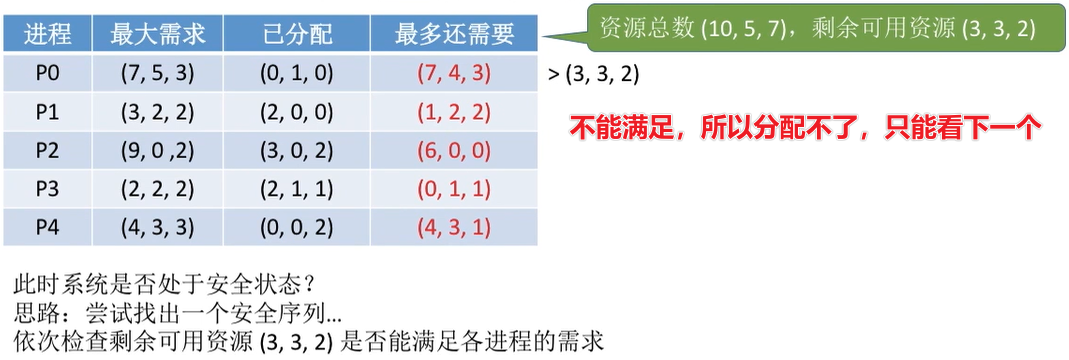 资源总数 (10, 5, 7)，剩余可用资源 (3, 3, 2)
进程 最大需求 已分配 最多还需要
P0 (7, 5, 3) (0, 1, 0) (7, 4, 3) > (3, 3, 2)
P1 (3, 2, 2) (2, 0, 0) (1, 2, 2)
不能满足，所以分配不了，只能看下一个
P2 (9, 0 ,2) (3, 0, 2) (6, 0, 0)
P3 (2, 2, 2) (2, 1, 1) (0, 1, 1)
P4 (4, 3, 3) (0, 0, 2) (4, 3, 1)
此时系统是否处于安全状态？
思路：尝试找出一个安全序列...
依次检查剩余可用资源 (3, 3, 2) 是否能满足各进程的需求